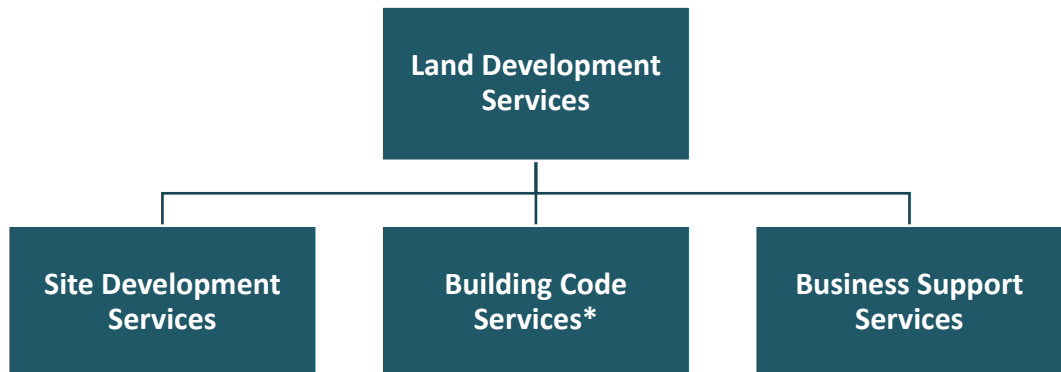 Land Development
Services
Site Development
Services
Building Code
Services*
Business Support
Services